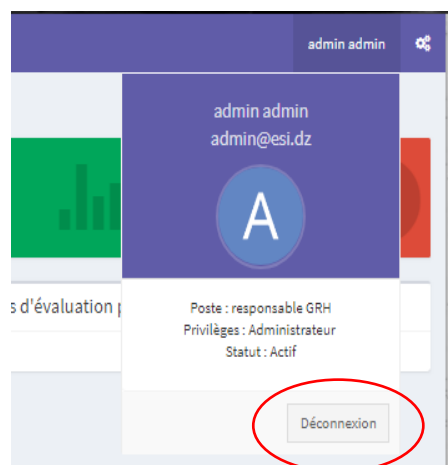 admin admin
admin admin
admin@esi.dz
A
s d'évaluation p
Poste : responsable GRH
Privilèges : Administrateur
Statut : Actif
Déconnexion